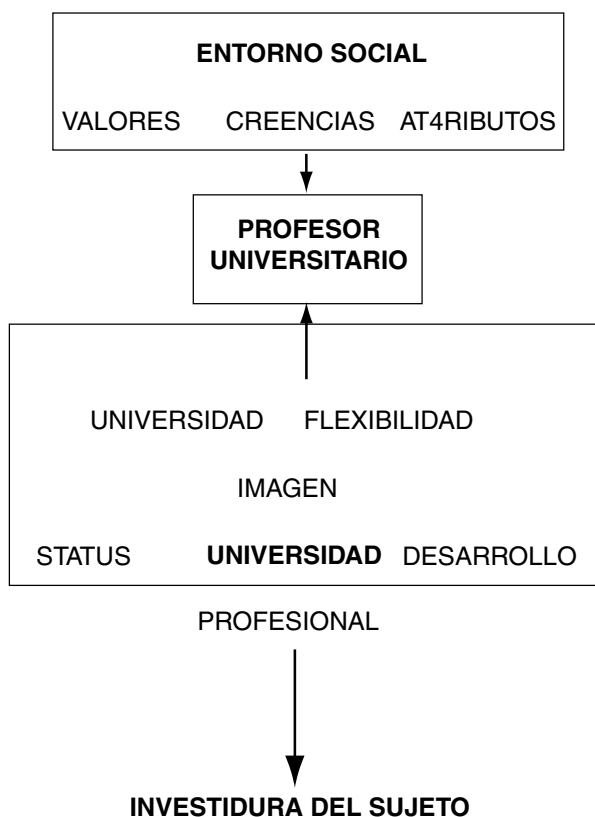 ENTORNO SOCIAL
VALORES CREENCIAS AT4RIBUTOS
PROFESOR
UNIVERSITARIO
UNIVERSIDAD FLEXIBILIDAD
IMAGEN
STATUS UNIVERSIDAD DESARROLLO
PROFESIONAL
INVESTIDURA DEL SUJETO